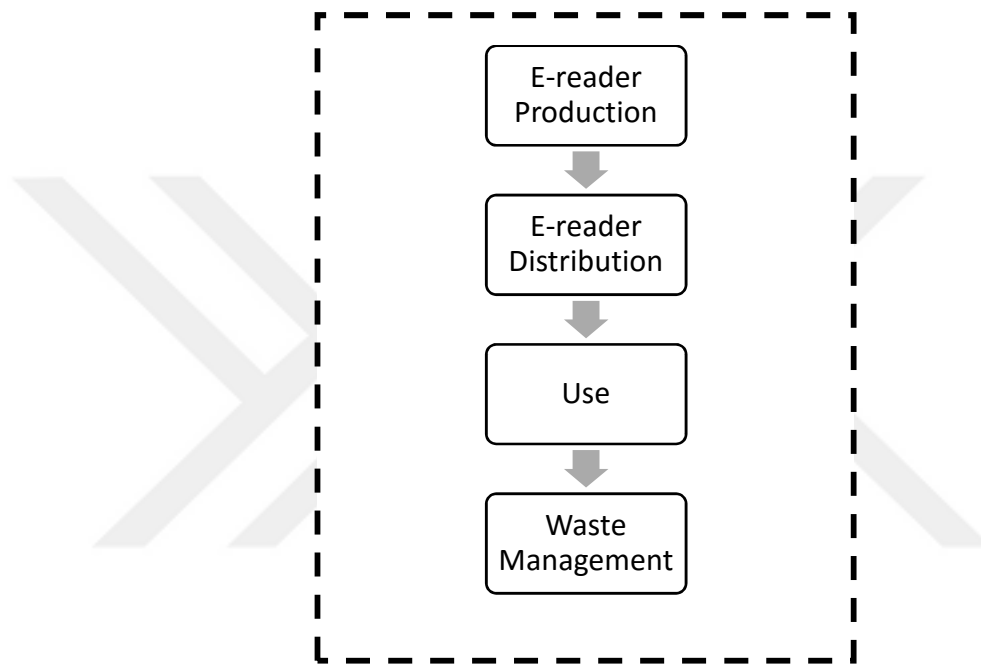 E-reader
Production
E-reader
Distribution
Use
Waste
Management